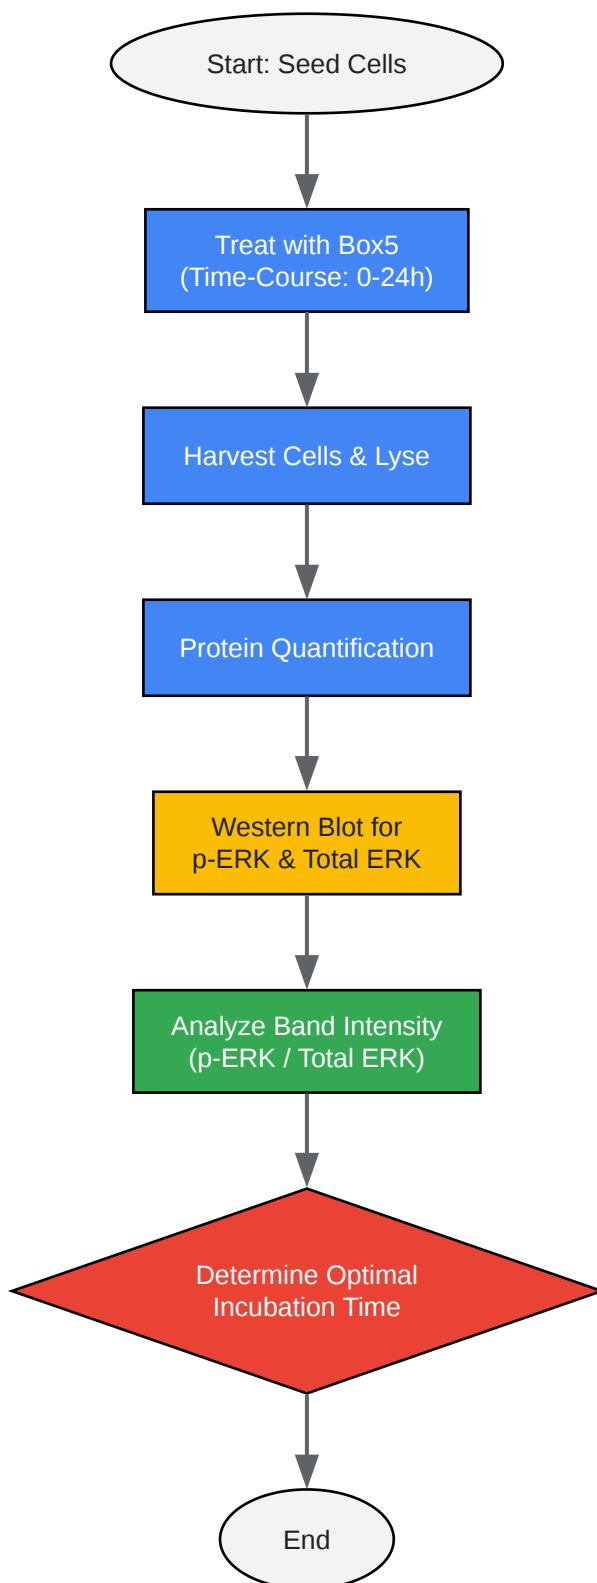 Start: Seed Cells
Treat with Box5
(Time-Course: 0-24h)
Harvest Cells & Lyse
Protein Quantification
Western Blot for
p-ERK & Total ERK
Analyze Band Intensity
(p-ERK / Total ERK)
Determine Optimal
Incubation Time
End